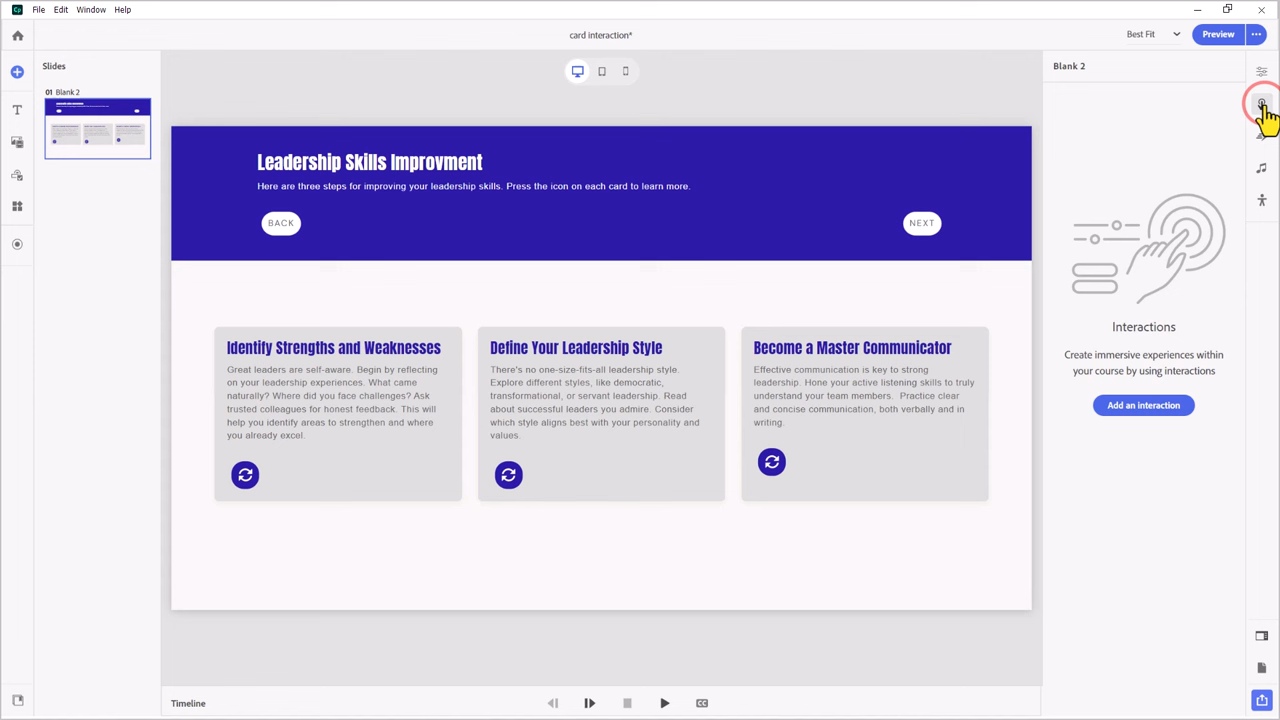 Cp File Edit Window Help
card interaction*
Best Fit
Preview
Slides
Blank 2
01 Blank 2
Leadership Skills Improvment
Here are three steps for improving your leadership skills. Press the icon on each card to learn more.
BACK
NEXT
Identify Strengths and Weaknesses
Great leaders are self-aware. Begin by reflecting
on your leadership experiences. What came
naturally? Where did you face challenges? Ask
trusted colleagues for honest feedback. This will
help you identify areas to strengthen and where
you already excel.
Define Your Leadership Style
There's no one-size-fits-all leadership style.
Explore different styles, like democratic,
transformational, or servant leadership. Read
about successful leaders you admire. Consider
which style aligns best with your personality and
values.
Become a Master Communicator
Effective communication is key to strong
leadership. Hone your active listening skills to truly
understand your team members. Practice clear
and concise communication, both verbally and in
writing.
Interactions
Create immersive experiences within
your course by using interactions
Add an interaction
Timeline
CC